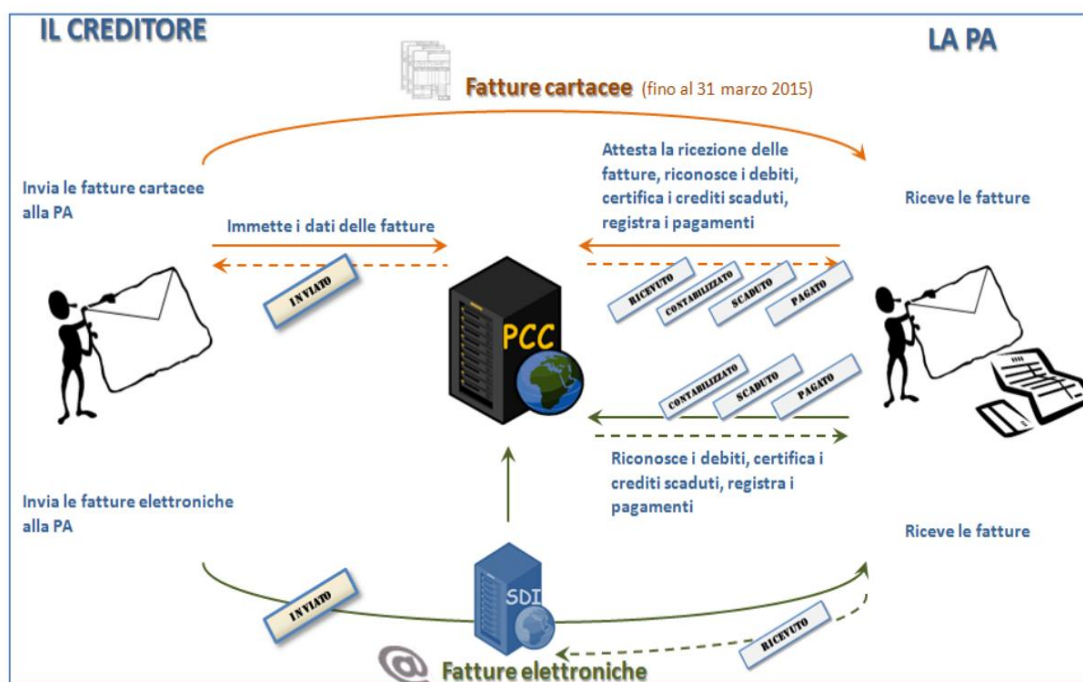 IL CREDITORE
LA PA
Fatture cartacee (fino al 31 marzo 2015)
Invia le fatture cartacee
alla PA
Immette i dati delle fatture
Attesta la ricezione delle
fatture, riconosce i debiti,
certifica i crediti scaduti,
registra i pagamenti
Riceve le fatture
INVIATO
RICEVUTO
CONTABILIZZATO
SCADUTO
PAGATO
PCC
CONTABILIZZATO
SCADUTO
PAGATO
Riconosce i debiti, certifica i
crediti scaduti, registra i
pagamenti
Invia le fatture elettroniche
alla PA
Riceve le fatture
INVIATO
SDI
RICEVUTO
@ Fatture elettroniche